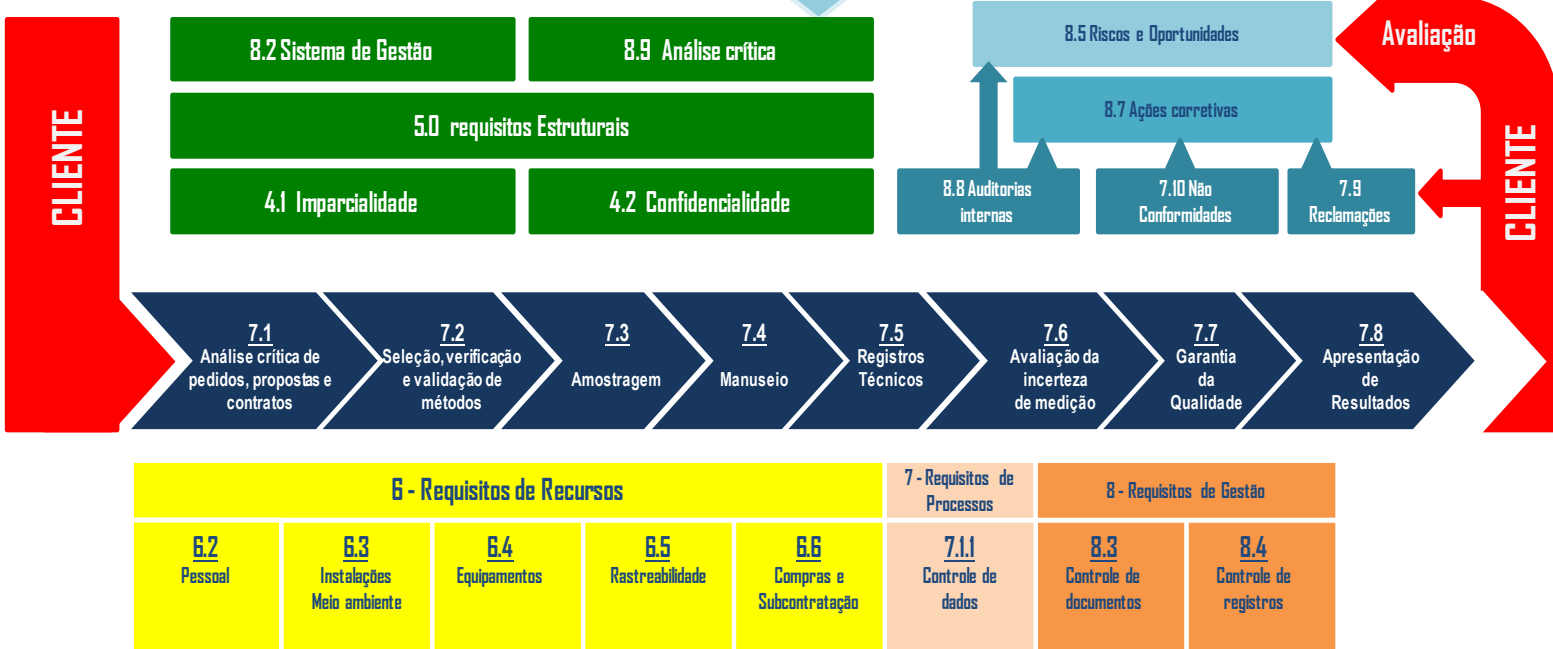 CLIENTE
8.2 Sistema de Gestão
8.9 Análise crítica
5.0 requisitos Estruturais
4.1 Imparcialidade
4.2 Confidencialidade
8.5 Riscos e Oportunidades
8.7 Ações corretivas
8.8 Auditorias
internas
7.10 Não
Conformidades
7.9
Reclamações
Avaliação
CLIENTE
7.1
Análise crítica de
pedidos, propostas e
contratos
7.2
Seleção, verificação
e validação de
métodos
7.3
Amostragem
7.4
Manuseio
7.5
Registros
Técnicos
7.6
Avaliação da
incerteza
de medição
7.7
Garantia
da
Qualidade
7.8
Apresentação
de
Resultados
6 - Requisitos de Recursos
7 - Requisitos de
Processos
8 - Requisitos de Gestão
6.2
Pessoal
6.3
Instalações
Meio ambiente
6.4
Equipamentos
6.5
Rastreabilidade
6.6
Compras e
Subcontratação
7.1.1
Controle de
dados
8.3
Controle de
documentos
8.4
Controle de
registros